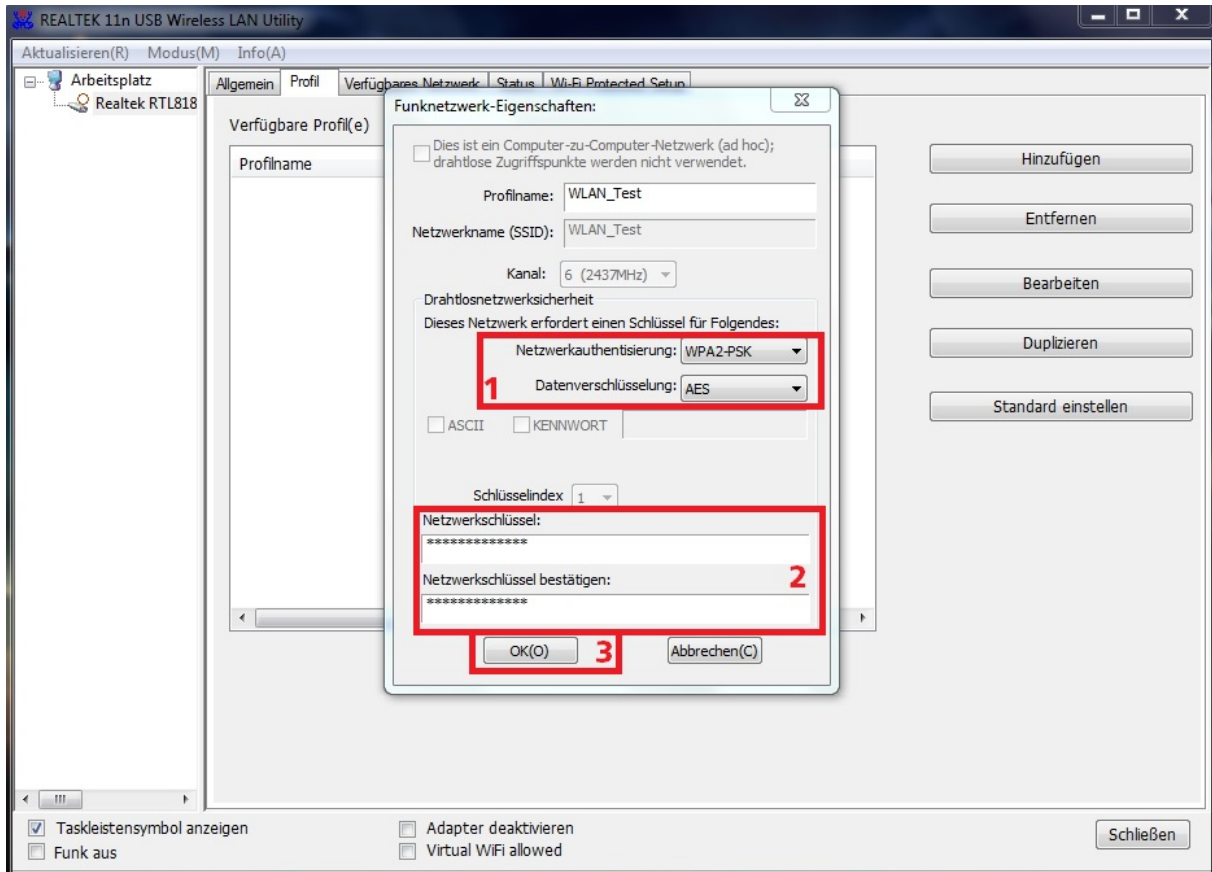 REALTEK 11n USB Wireless LAN Utility
Aktualisieren(R) Modus(M) Info(A)
Arbeitsplatz
Realtek RTL818
Allgemein Profil Verfügbares Netzwerk Status Wi-Fi Protected Setup
Verfügbare Profil(e)
Profilname
Funknetzwerk-Eigenschaften:
Dies ist ein Computer-zu-Computer-Netzwerk (ad hoc);
drahtlose Zugriffspunkte werden nicht verwendet.
Profilname: WLAN_Test
Netzwerkname (SSID): WLAN_Test
Kanal: 6 (2437MHz)
Drahtlosnetzwerksicherheit
Dieses Netzwerk erfordert einen Schlüssel für Folgendes:
Netzwerkauthentisierung: WPA2-PSK
1
Datenverschlüsselung: AES
ASCII KENNWORT
Schlüsselindex 1
Netzwerkschlüssel:
*************
Netzwerkschlüssel bestätigen:
2
*************
OK(O) 3 Abbrechen(C)
Hinzufügen
Entfernen
Bearbeiten
Duplizieren
Standard einstellen
Taskleistensymbol anzeigen
Funk aus
Adapter deaktivieren
Virtual WiFi allowed
Schließen